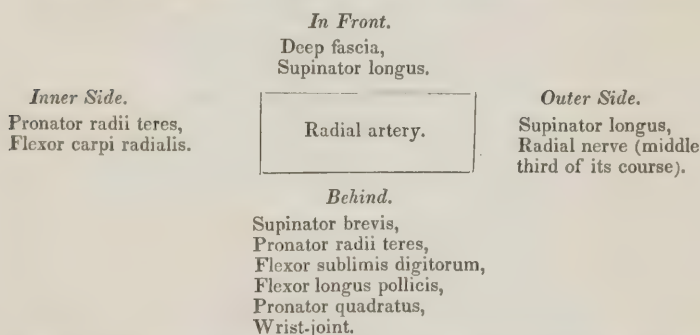 In Front.
Deep fascia,
Supinator longus.
Inner Side.
Pronator radii teres,
Flexor carpi radialis.
Radial artery.
Outer Side.
Supinator longus,
Radial nerve (middle
third of its course).
Behind.
Supinator brevis,
Pronator radii teres,
Flexor sublimis digitorum,
Flexor longus pollicis,
Pronator quadratus,
Wrist-joint.